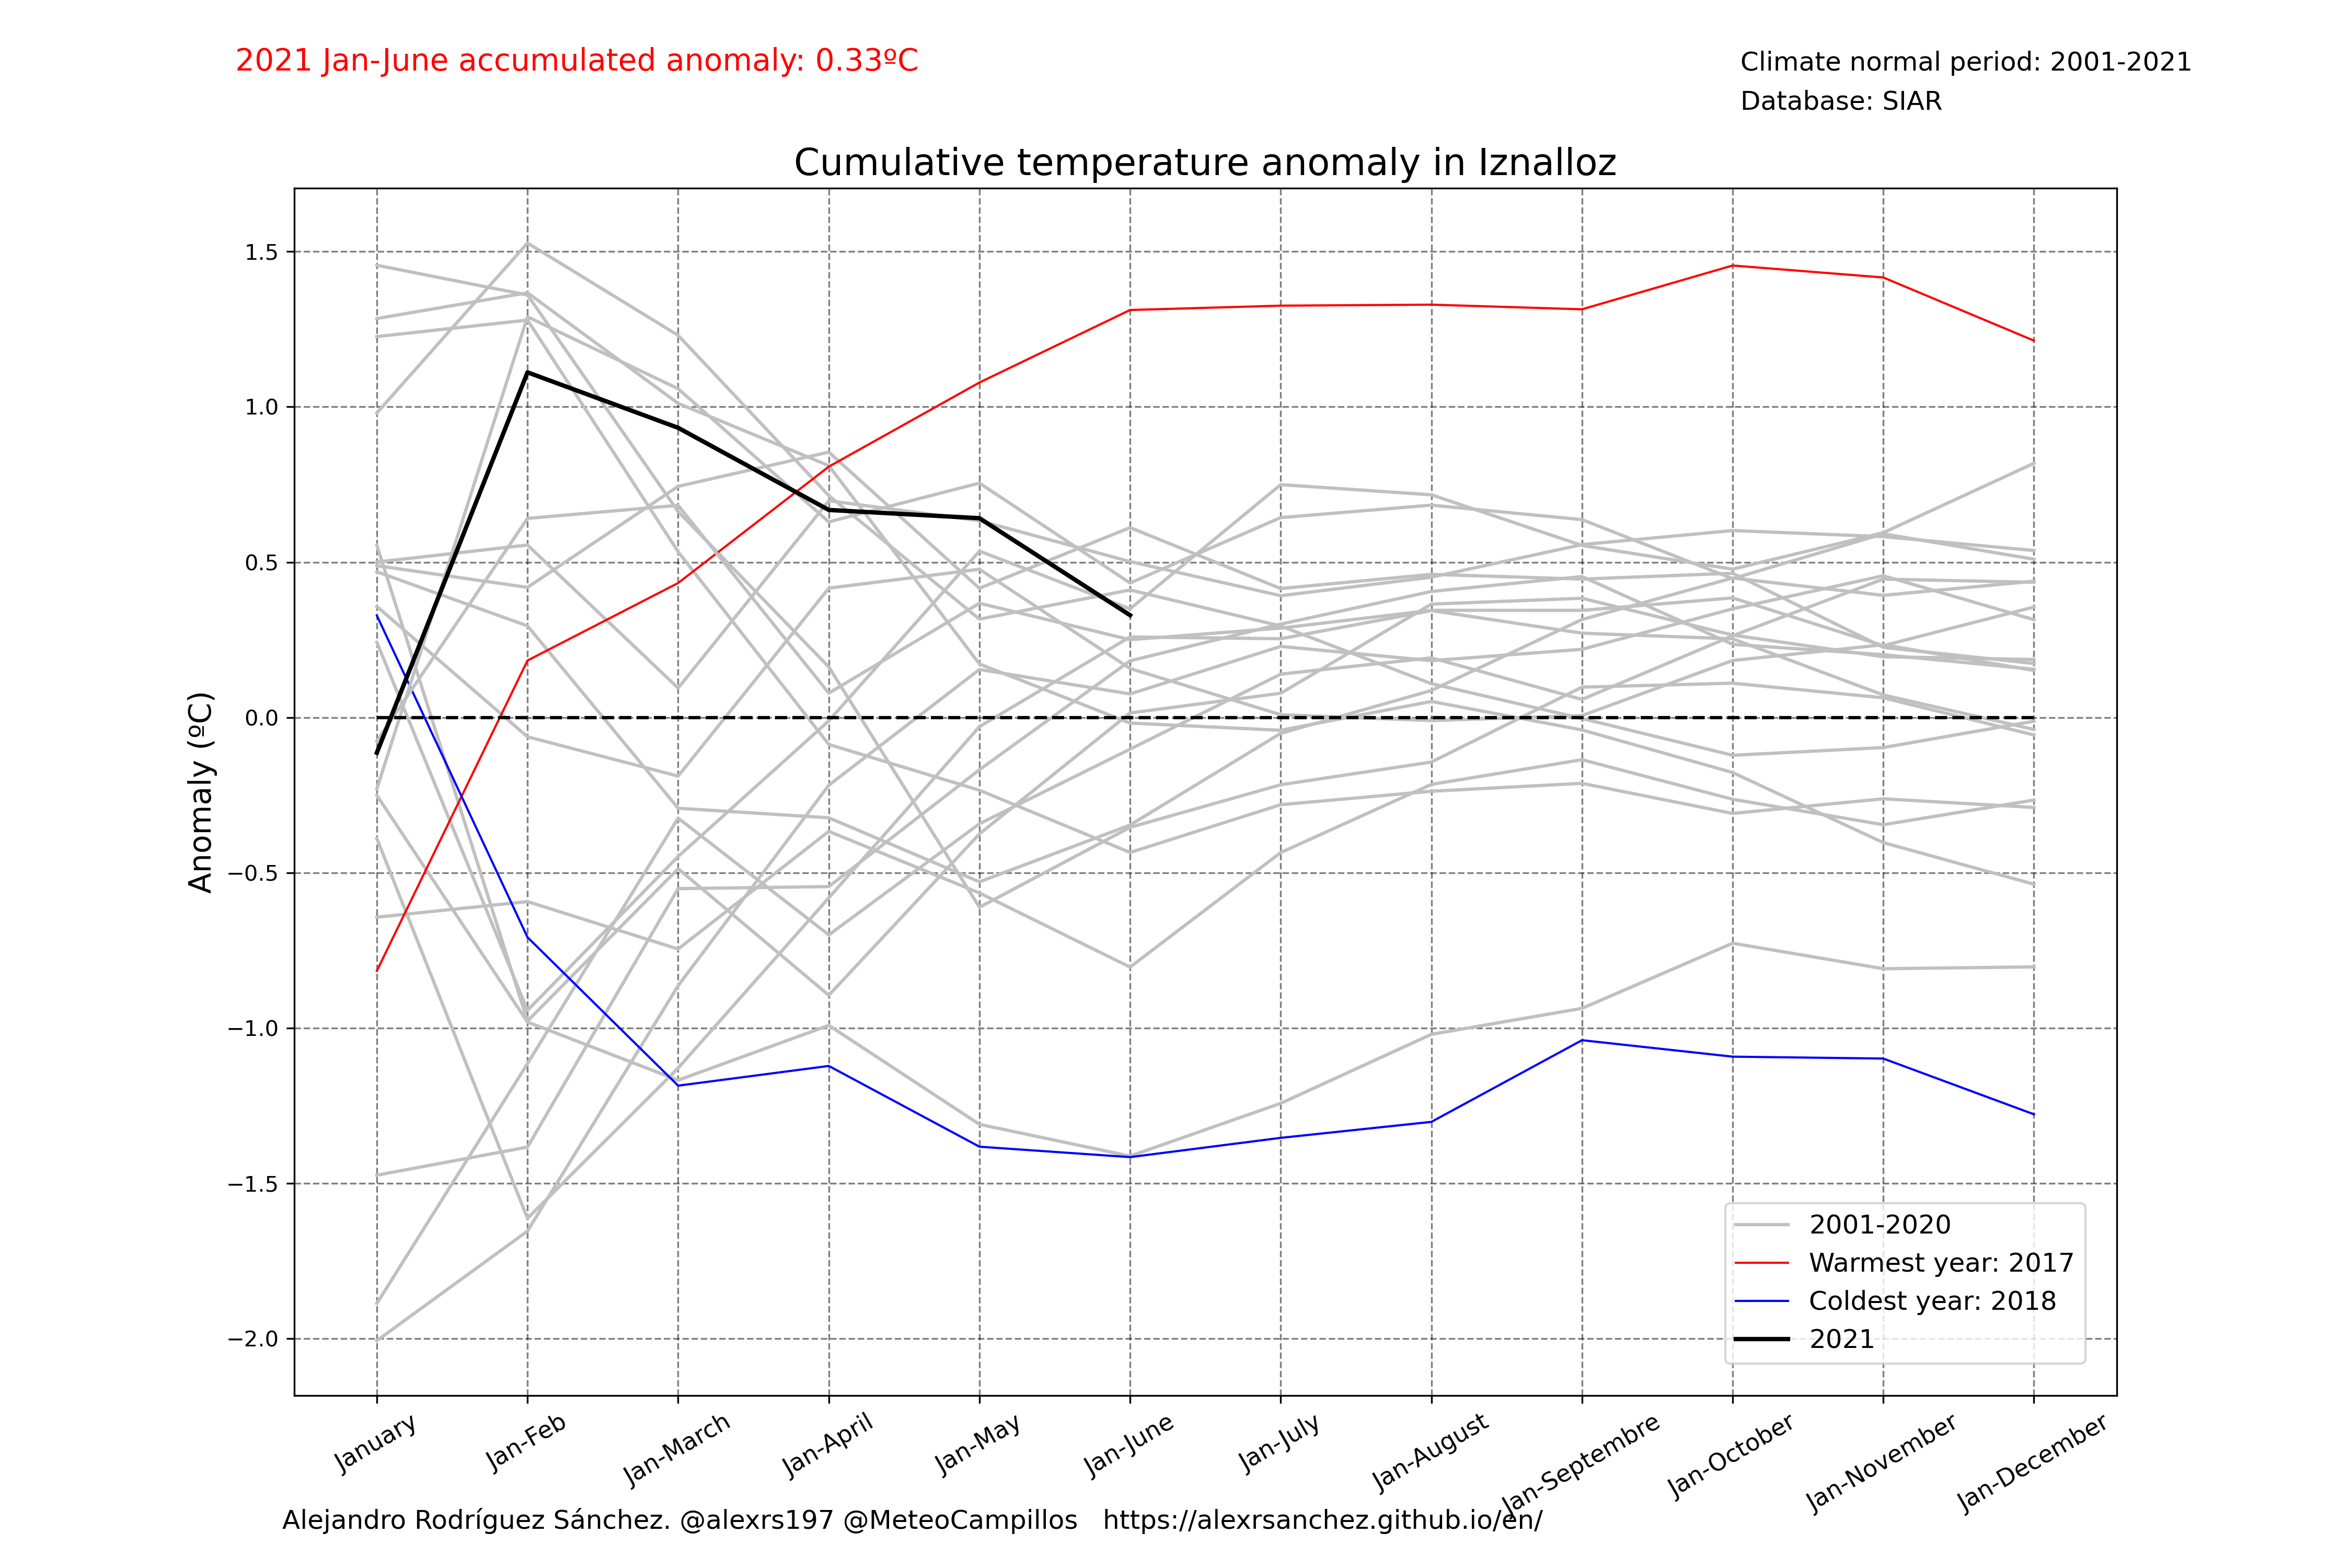 2021 Jan-June accumulated anomaly: 0.33ºC
Climate normal period: 2001-2021
Database: SIAR
Cumulative temperature anomaly in Iznalloz
Anomaly (ºC)
1.5
1.0
0.5
0.0
−0.5
−1.0
−1.5
−2.0
2001-2020
Warmest year: 2017
Coldest year: 2018
2021
January
Jan-Feb
Jan-March
Jan-April
Jan-May
Jan-June
Jan-July
Jan-August
Jan-Septembre
Jan-October
Jan-November
Jan-December
Alejandro Rodríguez Sánchez. @alexrs197 @MeteoCampillos https://alexrsanchez.github.io/en/